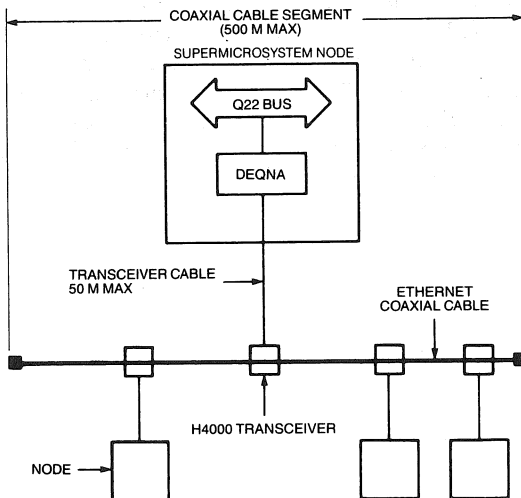 COAXIAL CABLE SEGMENT
(500 M MAX)
SUPERMICROSYSTEM NODE
Q22 BUS
DEQNA
TRANSCEIVER CABLE
50 M MAX
ETHERNET
COAXIAL CABLE
H4000 TRANSCEIVER
NODE